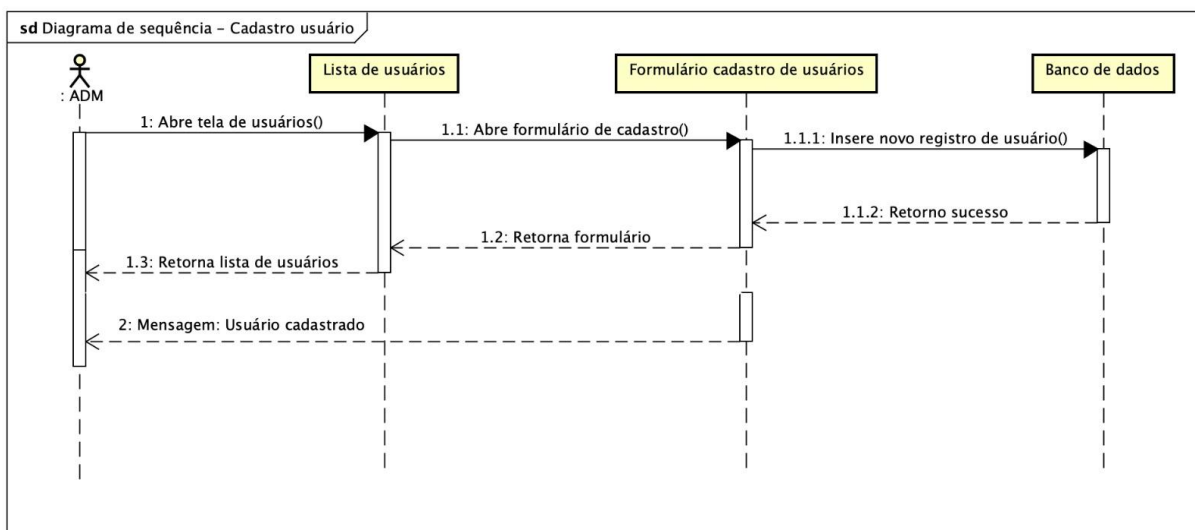 sd Diagrama de sequência – Cadastro usuário
: ADM
Lista de usuários
Formulário cadastro de usuários
Banco de dados
1: Abre tela de usuários()
1.1: Abre formulário de cadastro()
1.1.1: Insere novo registro de usuário()
1.1.2: Retorno sucesso
1.2: Retorna formulário
1.3: Retorna lista de usuários
2: Mensagem: Usuário cadastrado